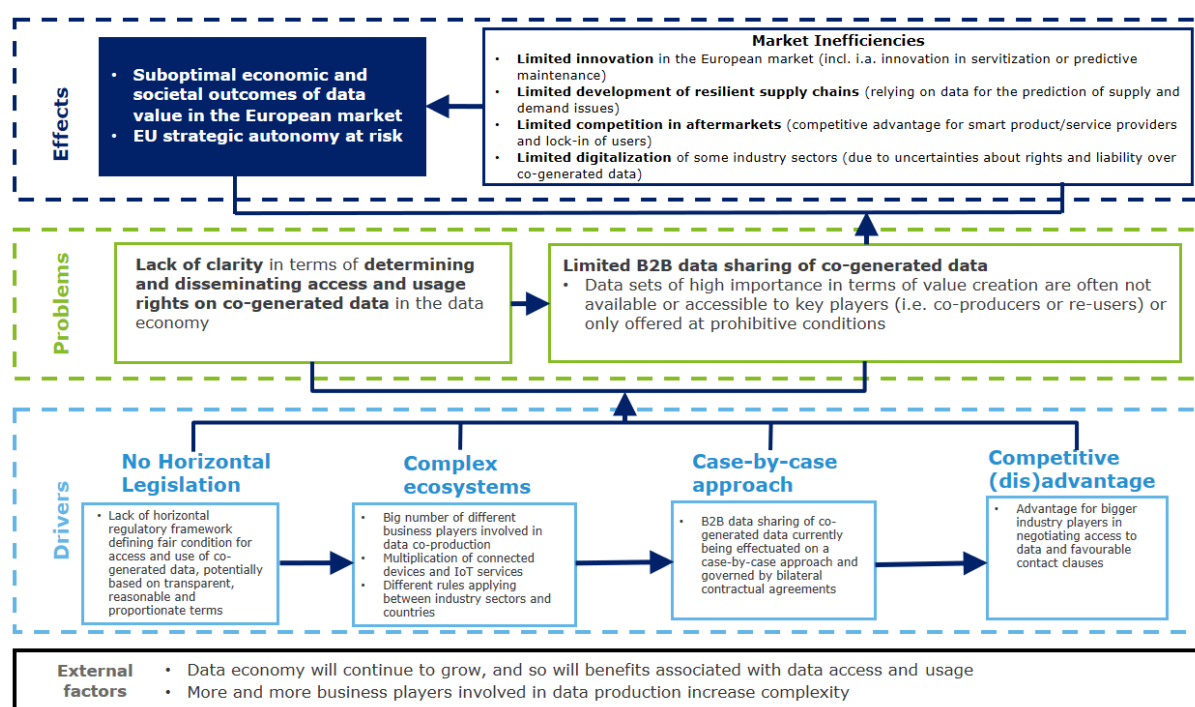 Effects
• Suboptimal economic and
societal outcomes of data
value in the European market
• EU strategic autonomy at risk
Market Inefficiencies
• Limited innovation in the European market (incl. i.a. innovation in servitization or predictive
maintenance)
• Limited development of resilient supply chains (relying on data for the prediction of supply and
demand issues)
• Limited competition in aftermarkets (competitive advantage for smart product/service providers
and lock-in of users)
• Limited digitalization of some industry sectors (due to uncertainties about rights and liability over
co-generated data)
Problems
Lack of clarity in terms of determining
and disseminating access and usage
rights on co-generated data in the data
economy
Limited B2B data sharing of co-generated data
• Data sets of high importance in terms of value creation are often not
available or accessible to key players (i.e. co-producers or re-users) or
only offered at prohibitive conditions
Drivers
No Horizontal
Legislation
• Lack of horizontal
regulatory framework
defining fair condition for
access and use of co-
generated data, potentially
based on transparent,
reasonable and
proportionate terms
Complex
ecosystems
• Big number of different
business players involved in
data co-production
• Multiplication of connected
devices and IoT services
• Different rules applying
between industry sectors and
countries
Case-by-case
approach
• B2B data sharing of co-
generated data currently
being effectuated on a
case-by-case approach and
governed by bilateral
contractual agreements
Competitive
(dis)advantage
• Advantage for bigger
industry players in
negotiating access to
data and favourable
contact clauses
External
factors
• Data economy will continue to grow, and so will benefits associated with data access and usage
• More and more business players involved in data production increase complexity